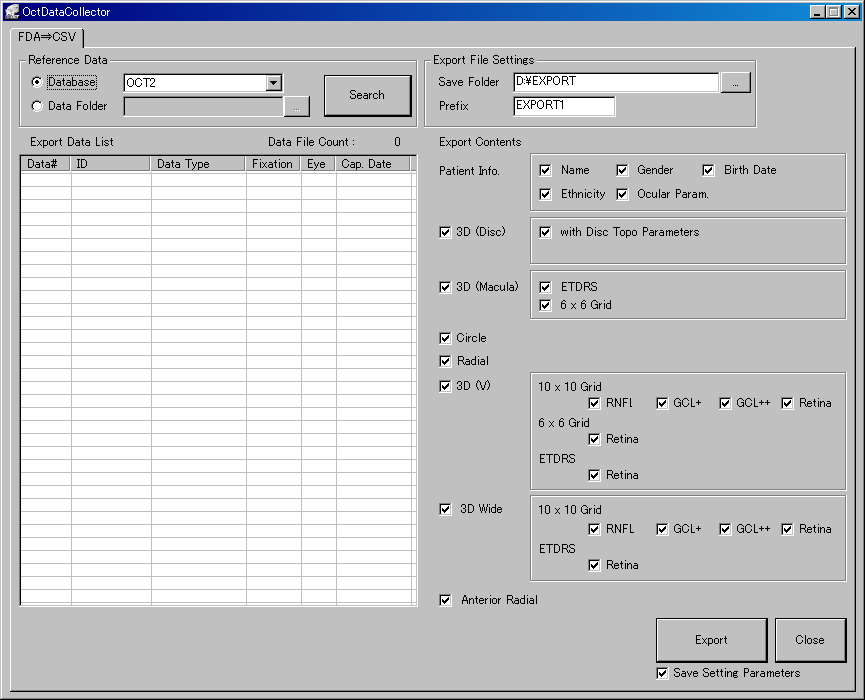 OctDataCollector
FDA⇒CSV
Reference Data
Database
OCT2
Data Folder
...
Search
Export File Settings
Save Folder
D:¥EXPORT
...
Prefix
EXPORT1
Export Data List
Data File Count :
0
Data#
ID
Data Type
Fixation
Eye
Cap. Date
Export Contents
Patient Info.
Name
Gender
Birth Date
Ethnicity
Ocular Param.
3D (Disc)
with Disc Topo Parameters
3D (Macula)
ETDRS
6 x 6 Grid
Circle
Radial
3D (V)
10 x 10 Grid
RNFL
GCL+
GCL++
Retina
6 x 6 Grid
Retina
ETDRS
Retina
3D Wide
10 x 10 Grid
RNFL
GCL+
GCL++
Retina
ETDRS
Retina
Anterior Radial
Export
Close
Save Setting Parameters